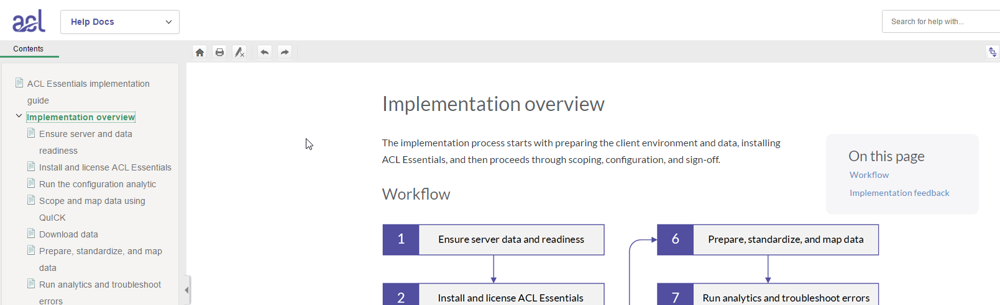 acl
Help Docs
Search for help with...
Contents
ACL Essentials implementation
guide
Implementation overview
Ensure server and data
readiness
Install and license ACL Essentials
Run the configuration analytic
Scope and map data using
QuICK
Download data
Prepare, standardize, and map
data
Run analytics and troubleshoot
errors
Implementation overview
The implementation process starts with preparing the client environment and data, installing
ACL Essentials, and then proceeds through scoping, configuration, and sign-off.
On this page
Workflow
Implementation feedback
Workflow
1 Ensure server data and readiness
2 Install and license ACL Essentials
6 Prepare, standardize, and map data
7 Run analytics and troubleshoot errors